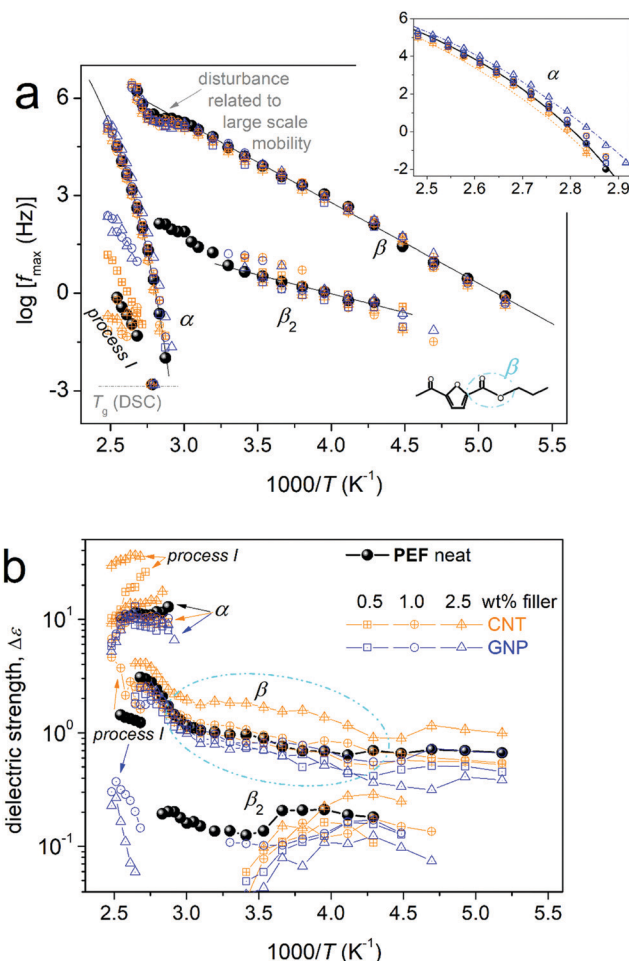 a
disturbance
related to
large scale
mobility
α
6
4
2
0
-2
2.5 2.6 2.7 2.8 2.9
log [fmax (Hz)]
6
3
0
-3
β
β2
α
process I
Tg (DSC)
β
O
O
O
2.5 3.0 3.5 4.0 4.5 5.0 5.5
1000/T (K⁻¹)
b
process I
PEF neat
α
0.5 1.0 2.5 wt% filler
CNT
GNP
dielectric strength, Δε
10¹
10⁰
10⁻¹
β
process I
β2
2.5 3.0 3.5 4.0 4.5 5.0 5.5
1000/T (K⁻¹)